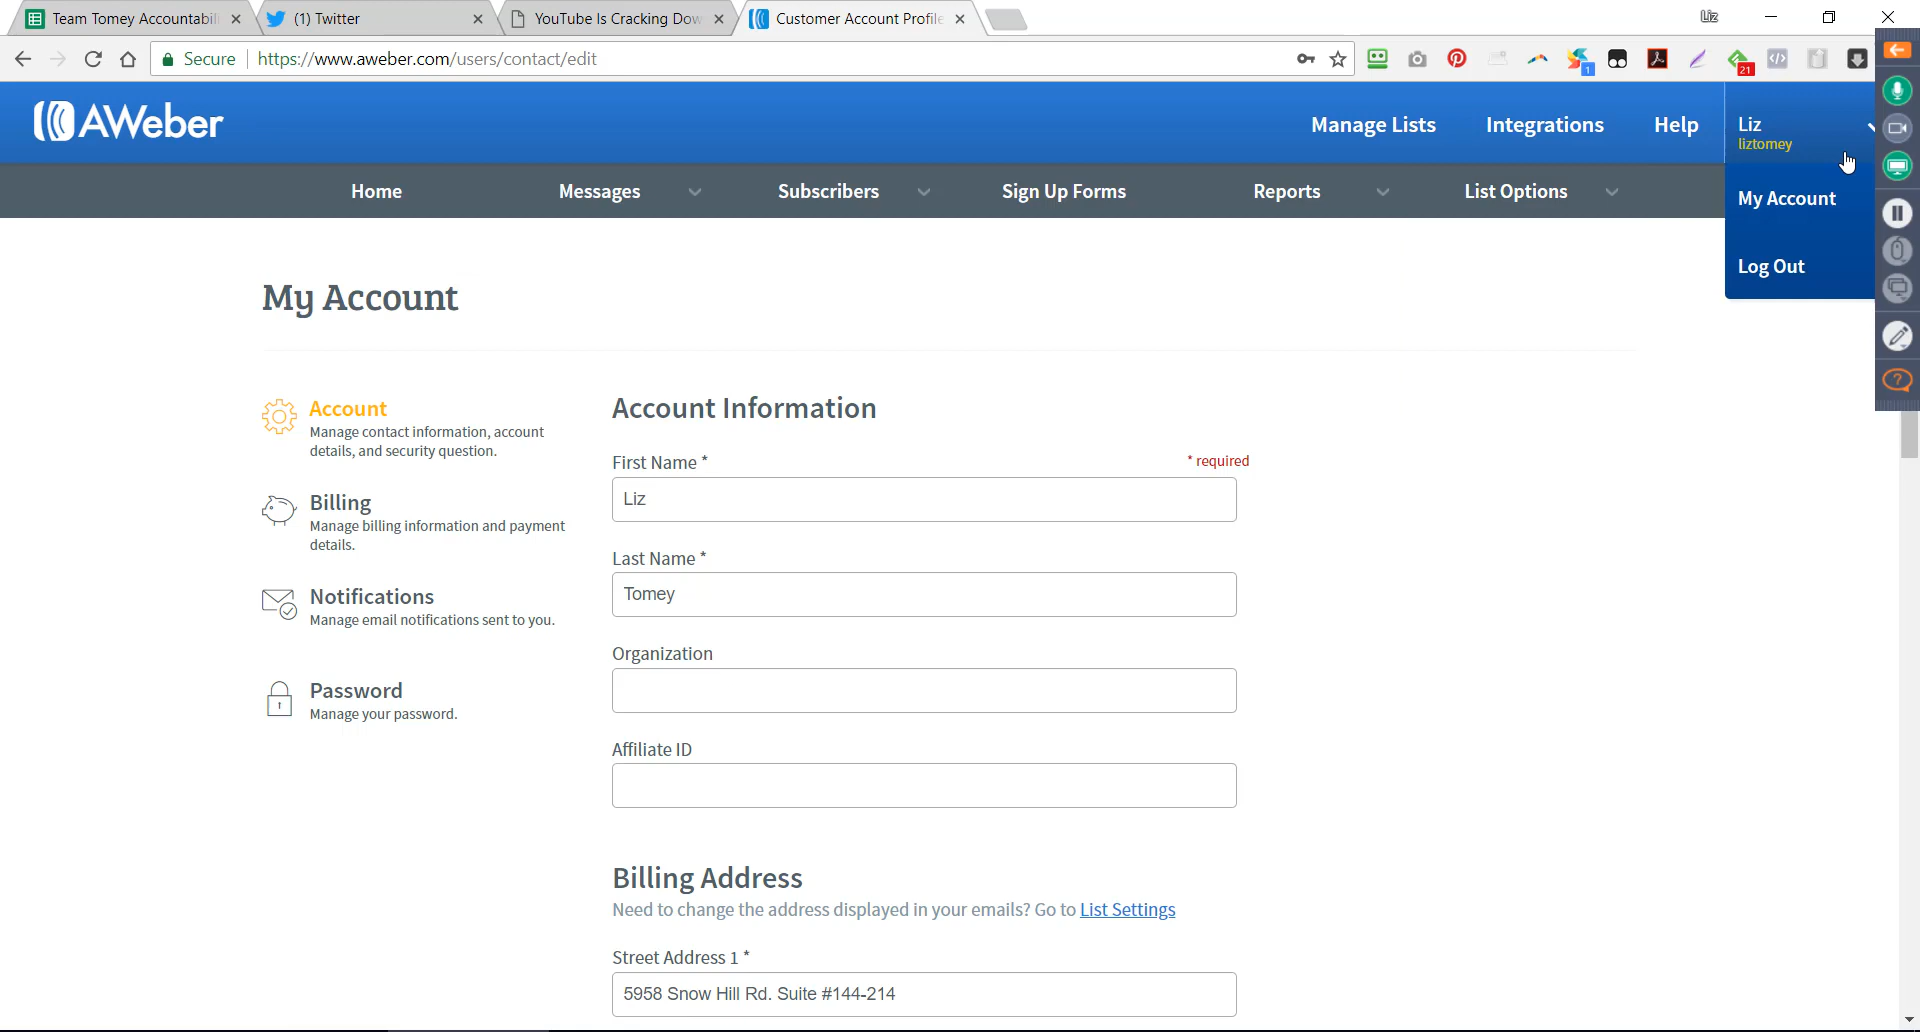 Team Tomey Accountabil
(1) Twitter
YouTube Is Cracking Dow
Customer Account Profile
Liz
Secure
https://www.aweber.com/users/contact/edit
1
21
AWeber
Manage Lists
Integrations
Help
Liz
liztomey
Home
Messages
Subscribers
Sign Up Forms
Reports
List Options
My Account
Log Out
My Account
Account
Manage contact information, account
details, and security question.
Billing
Manage billing information and payment
details.
Notifications
Manage email notifications sent to you.
Password
Manage your password.
Account Information
First Name *
* required
Liz
Last Name *
Tomey
Organization
Affiliate ID
Billing Address
Need to change the address displayed in your emails? Go to List Settings
Street Address 1 *
5958 Snow Hill Rd. Suite #144-214